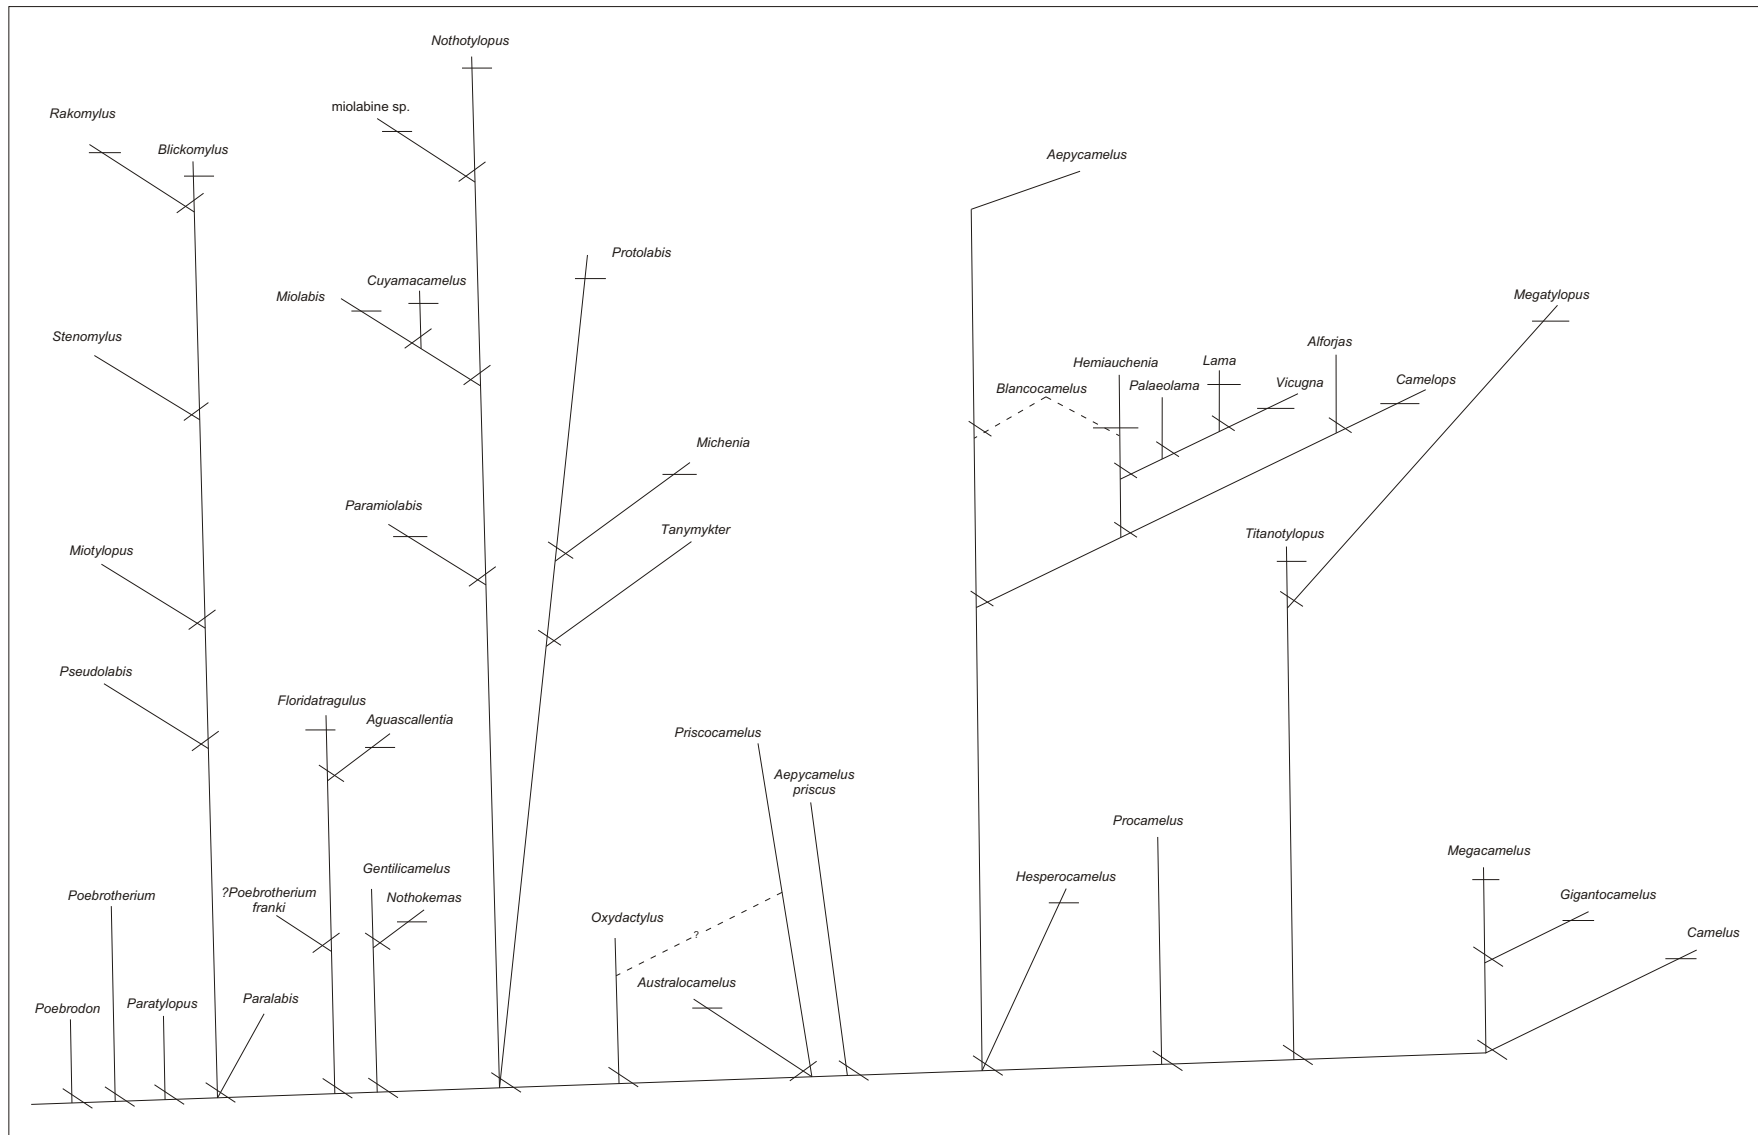 Nothotylopus
miolabine sp.
Rakomylus
Blickomylus
Aepycamelus
Protolabis
Cuyamacamelus
Miolabis
Megatylopus
Stenomylus
Alforjas
Hemiauchenia
Lama
Blancocamelus
Palaeolama
Vicugna
Camelops
Michenia
Paramiolabis
Tanymykter
Titanotylopus
Miotylopus
Pseudolabis
Floridatragulus
Aguascallentia
Priscocamelus
Aepycamelus
priscus
Procamelus
Megacamelus
Gentilicamelus
Hesperocamelus
Poebrotherium
?Poebrotherium
franki
Nothokemas
Gigantocamelus
Oxydactylus
?
Camelus
Australocamelus
Poebrodon
Paratylopus
Paralabis